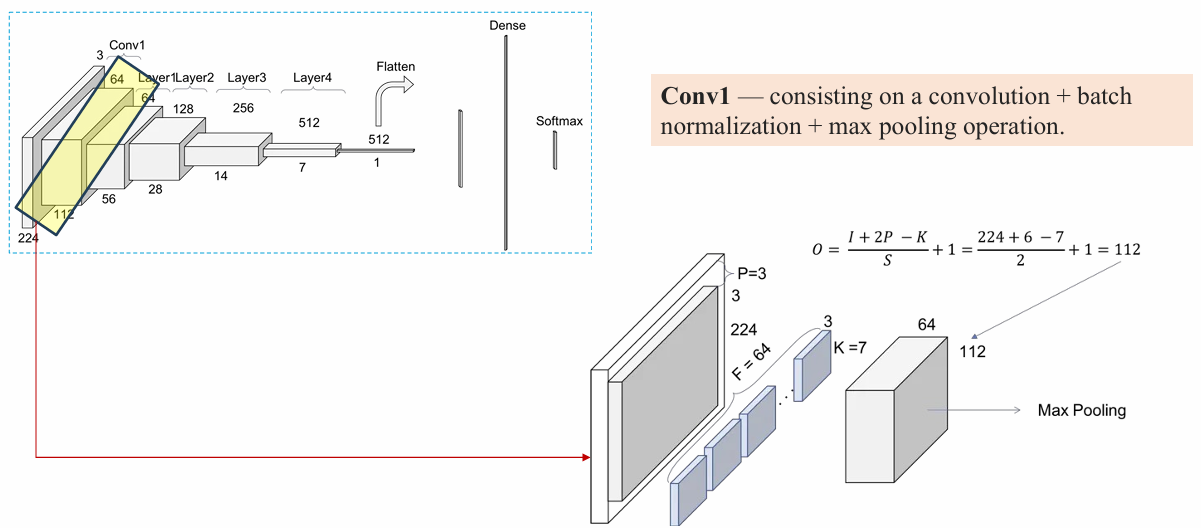 Dense
Conv1
3
64
Layer1
Layer2
Layer3
Layer4
Flatten
64
128
256
512
512
Softmax
1
7
14
28
56
112
224
Conv1 — consisting on a convolution + batch
normalization + max pooling operation.
O = (I + 2P − K)/S + 1 = (224 + 6 − 7)/2 + 1 = 112
P=3
3
224
F = 64
3
K =7
64
112
Max Pooling